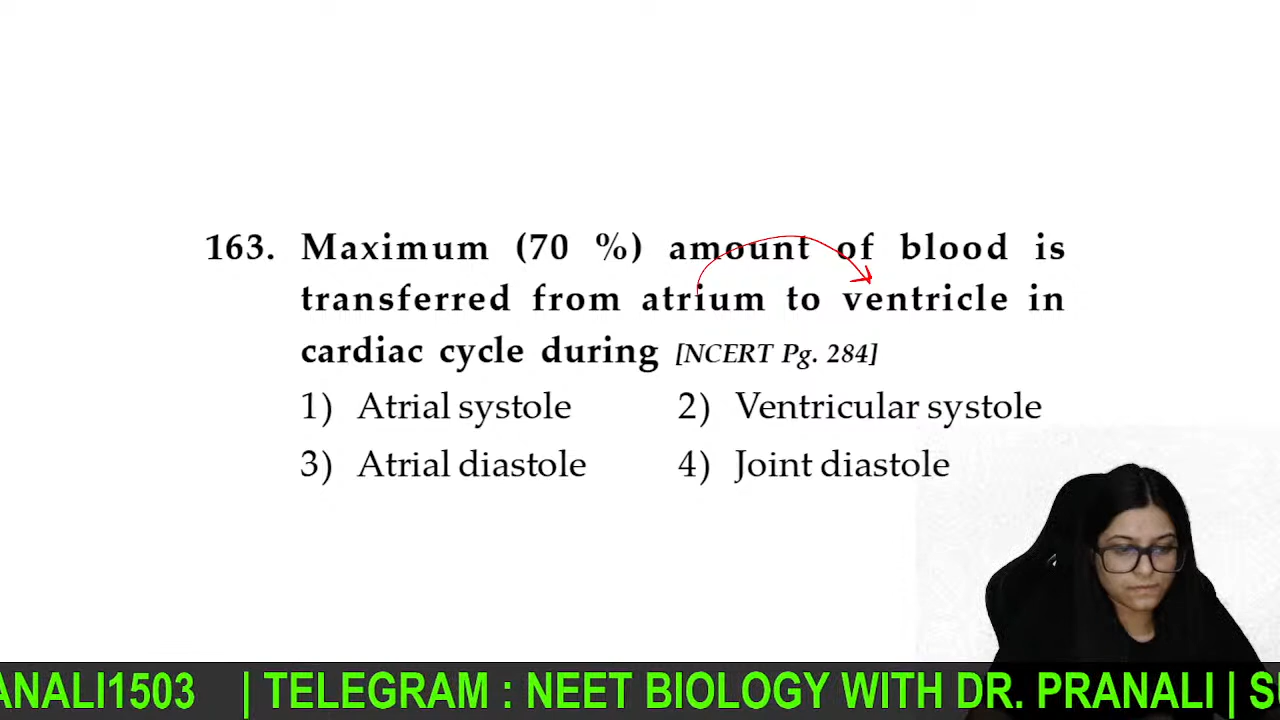 163. Maximum (70 %) amount of blood is
transferred from atrium to ventricle in
cardiac cycle during [NCERT Pg. 284]
1) Atrial systole 2) Ventricular systole
3) Atrial diastole 4) Joint diastole
ANALI1503 | TELEGRAM : NEET BIOLOGY WITH DR. PRANALI |